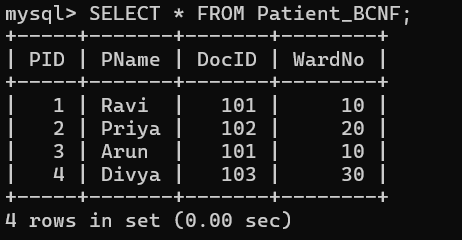 mysql> SELECT * FROM Patient_BCNF;
+-----+-------+-------+--------+
| PID | PName | DocID | WardNo |
+-----+-------+-------+--------+
|   1 | Ravi  |   101 |     10 |
|   2 | Priya |   102 |     20 |
|   3 | Arun  |   101 |     10 |
|   4 | Divya |   103 |     30 |
+-----+-------+-------+--------+
4 rows in set (0.00 sec)